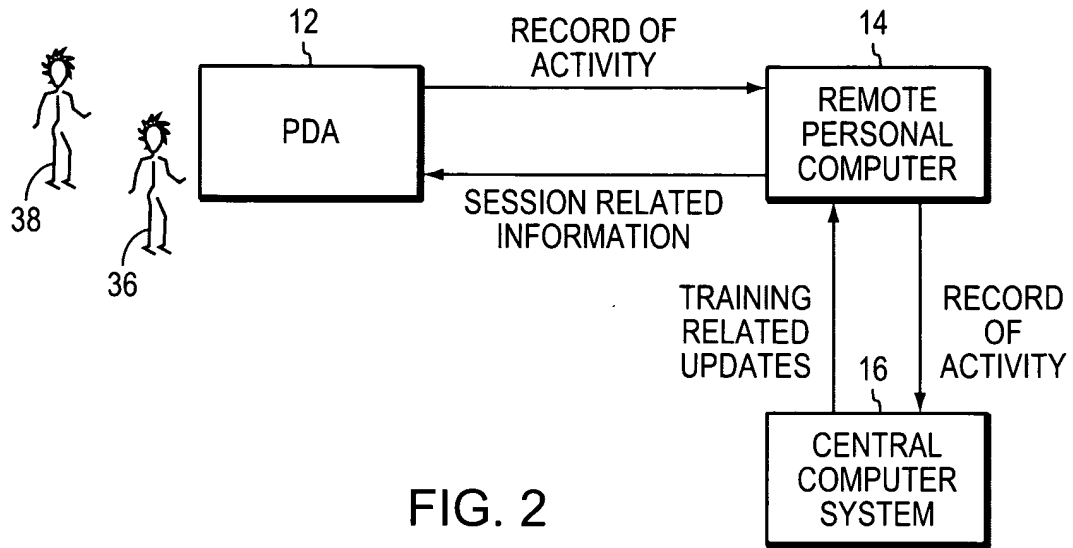 12
RECORD OF
ACTIVITY
14
PDA
REMOTE
PERSONAL
COMPUTER
SESSION RELATED
INFORMATION
38
36
TRAINING
RELATED
UPDATES
RECORD
OF
ACTIVITY
16
CENTRAL
COMPUTER
SYSTEM
FIG. 2